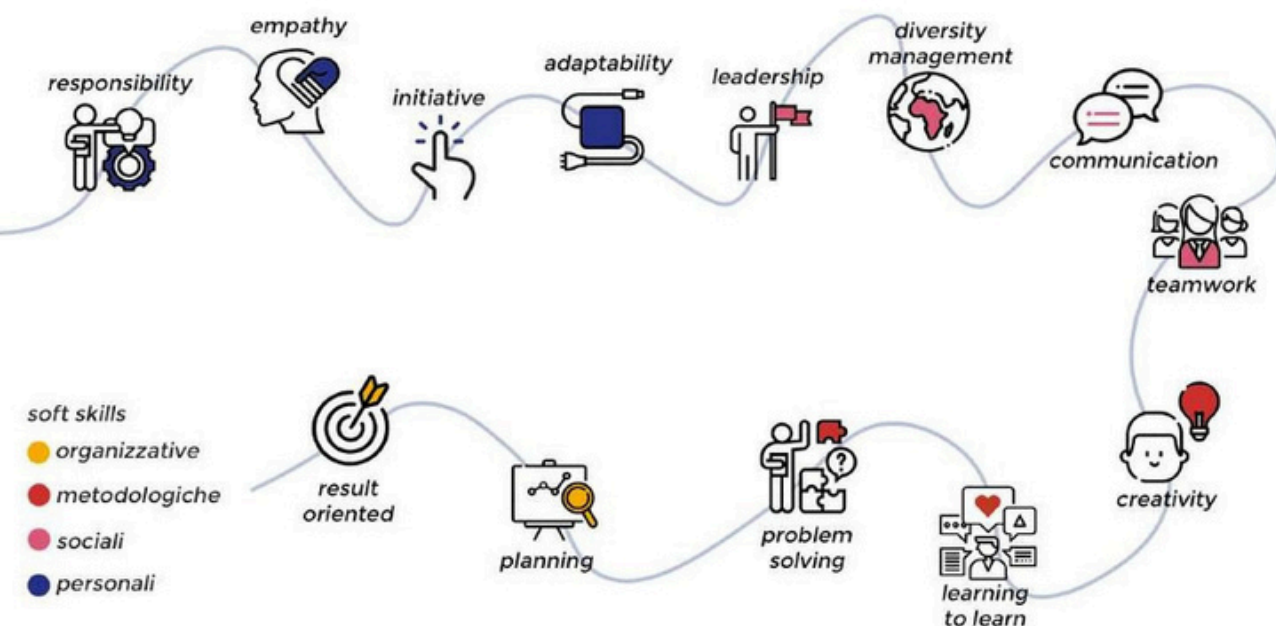 responsibility
empathy
initiative
adaptability
leadership
diversity
management
communication
teamwork
creativity
learning
to learn
problem
solving
planning
result
oriented
soft skills
organizzative
metodologiche
sociali
personali